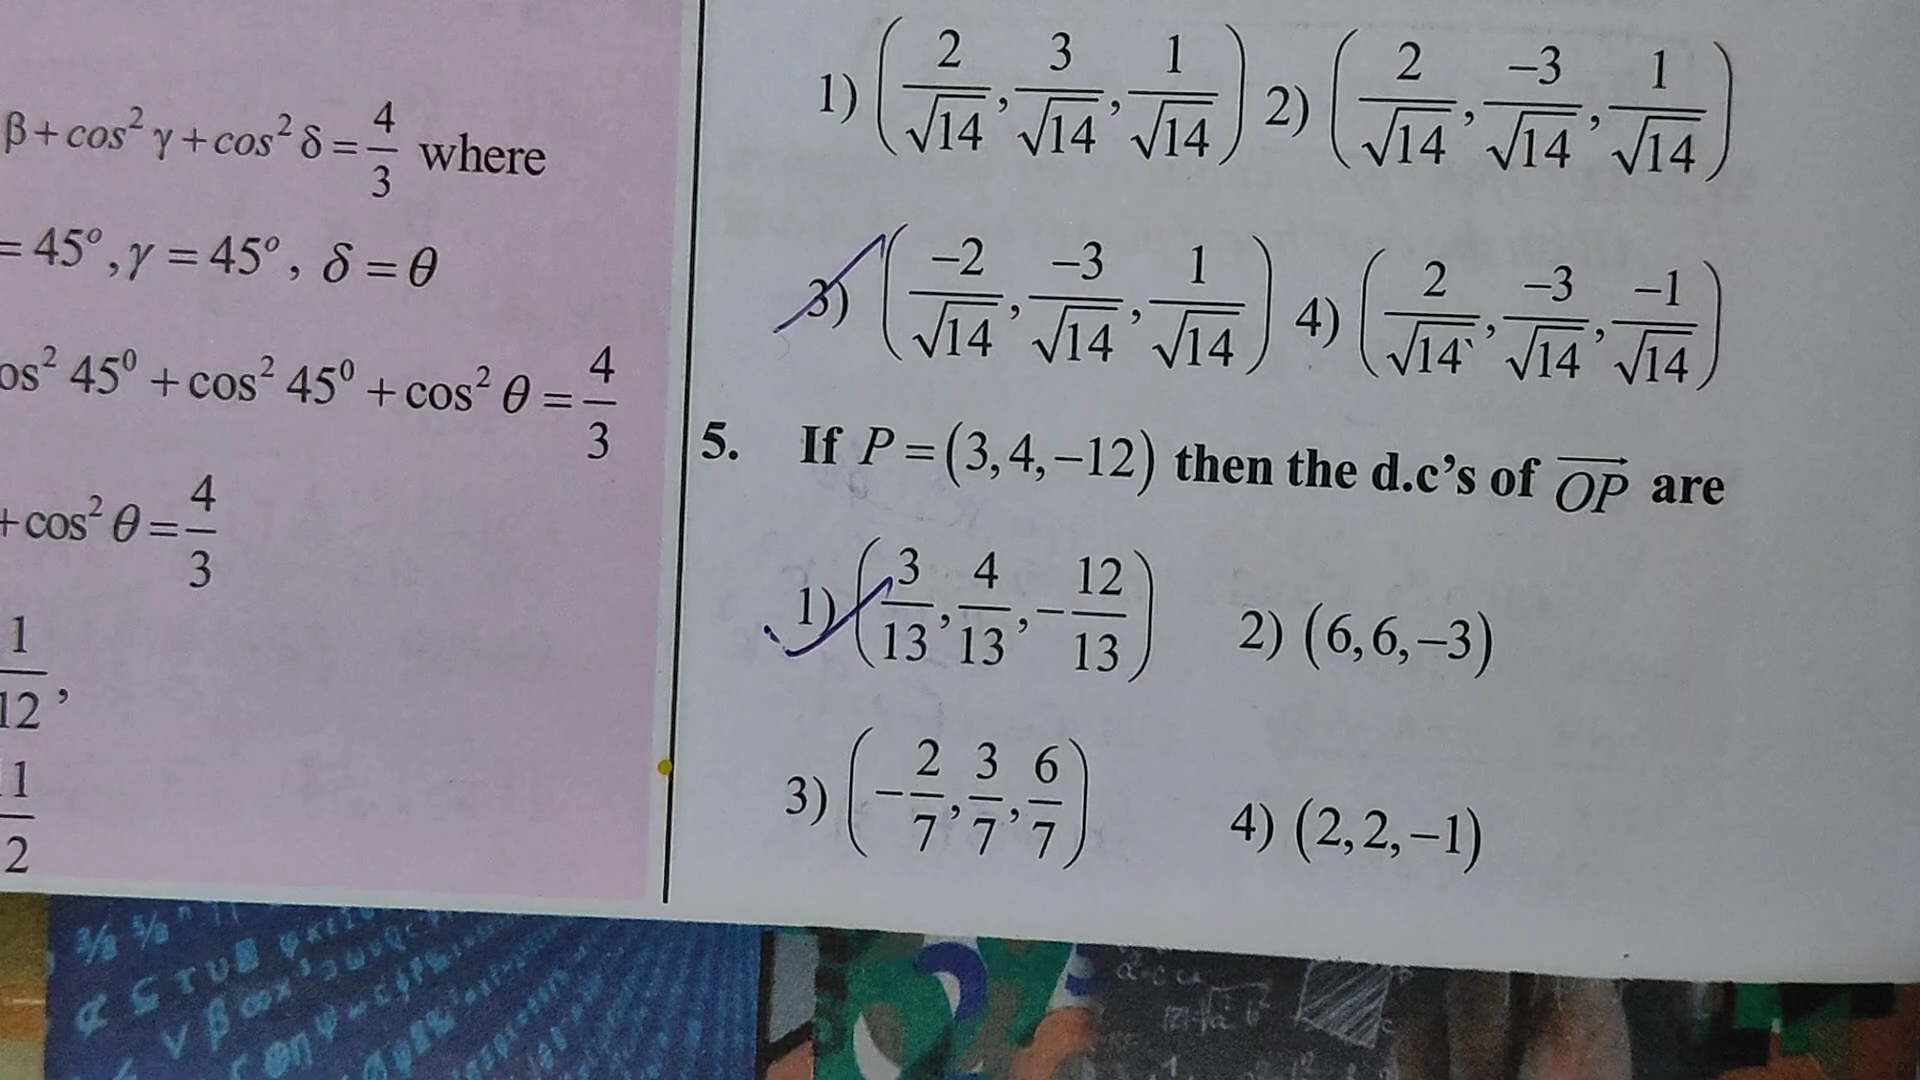 β+cos² γ+cos² δ=4/3 where
=45°, γ=45°, δ=θ
os² 45⁰ +cos² 45⁰ +cos² θ=4/3
+cos² θ=4/3
1/12,
1/2
1) (2/√14, 3/√14, 1/√14) 2) (2/√14, -3/√14, 1/√14)
3) (-2/√14, -3/√14, 1/√14) 4) (2/√14, -3/√14, -1/√14)
5. If P=(3,4,-12) then the d.c's of OP are
1) (3/13, 4/13, -12/13) 2) (6,6,-3)
3) (-2/7, 3/7, 6/7) 4) (2,2,-1)